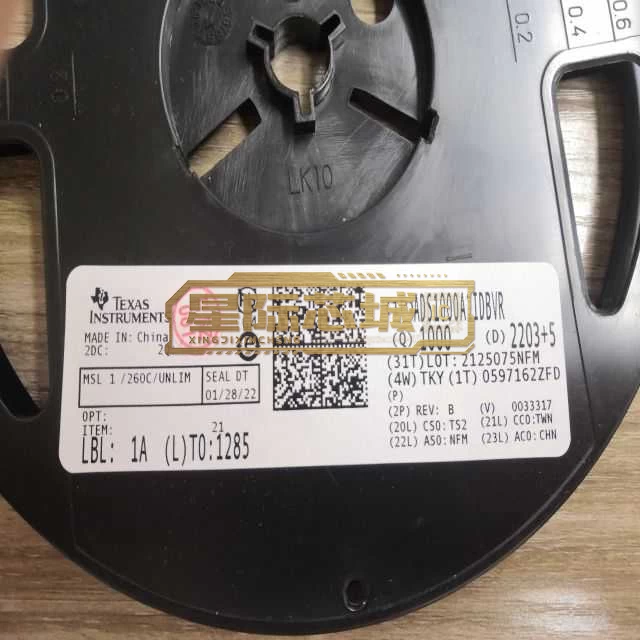 0.2
0.2
0.4
0.6
LK10
TEXAS INSTRUMENTS
MADE IN: China
2DC:
星际芯城
MSL 1 /260C/UNLIM
SEAL DT
01/28/22
OPT:
ITEM: 21
LBL: 1A (L)TO:1285
(Q) 1000 (D) 2203+5
(31T)LOT: 2125075NFM
(4W) TKY (1T) 0597162ZFD
(P)
(2P) REV: B (V) 0033317
(20L) CSO:TS2 (21L) CCO:TWN
(22L) ASO:NFM (23L) ACO:CHN